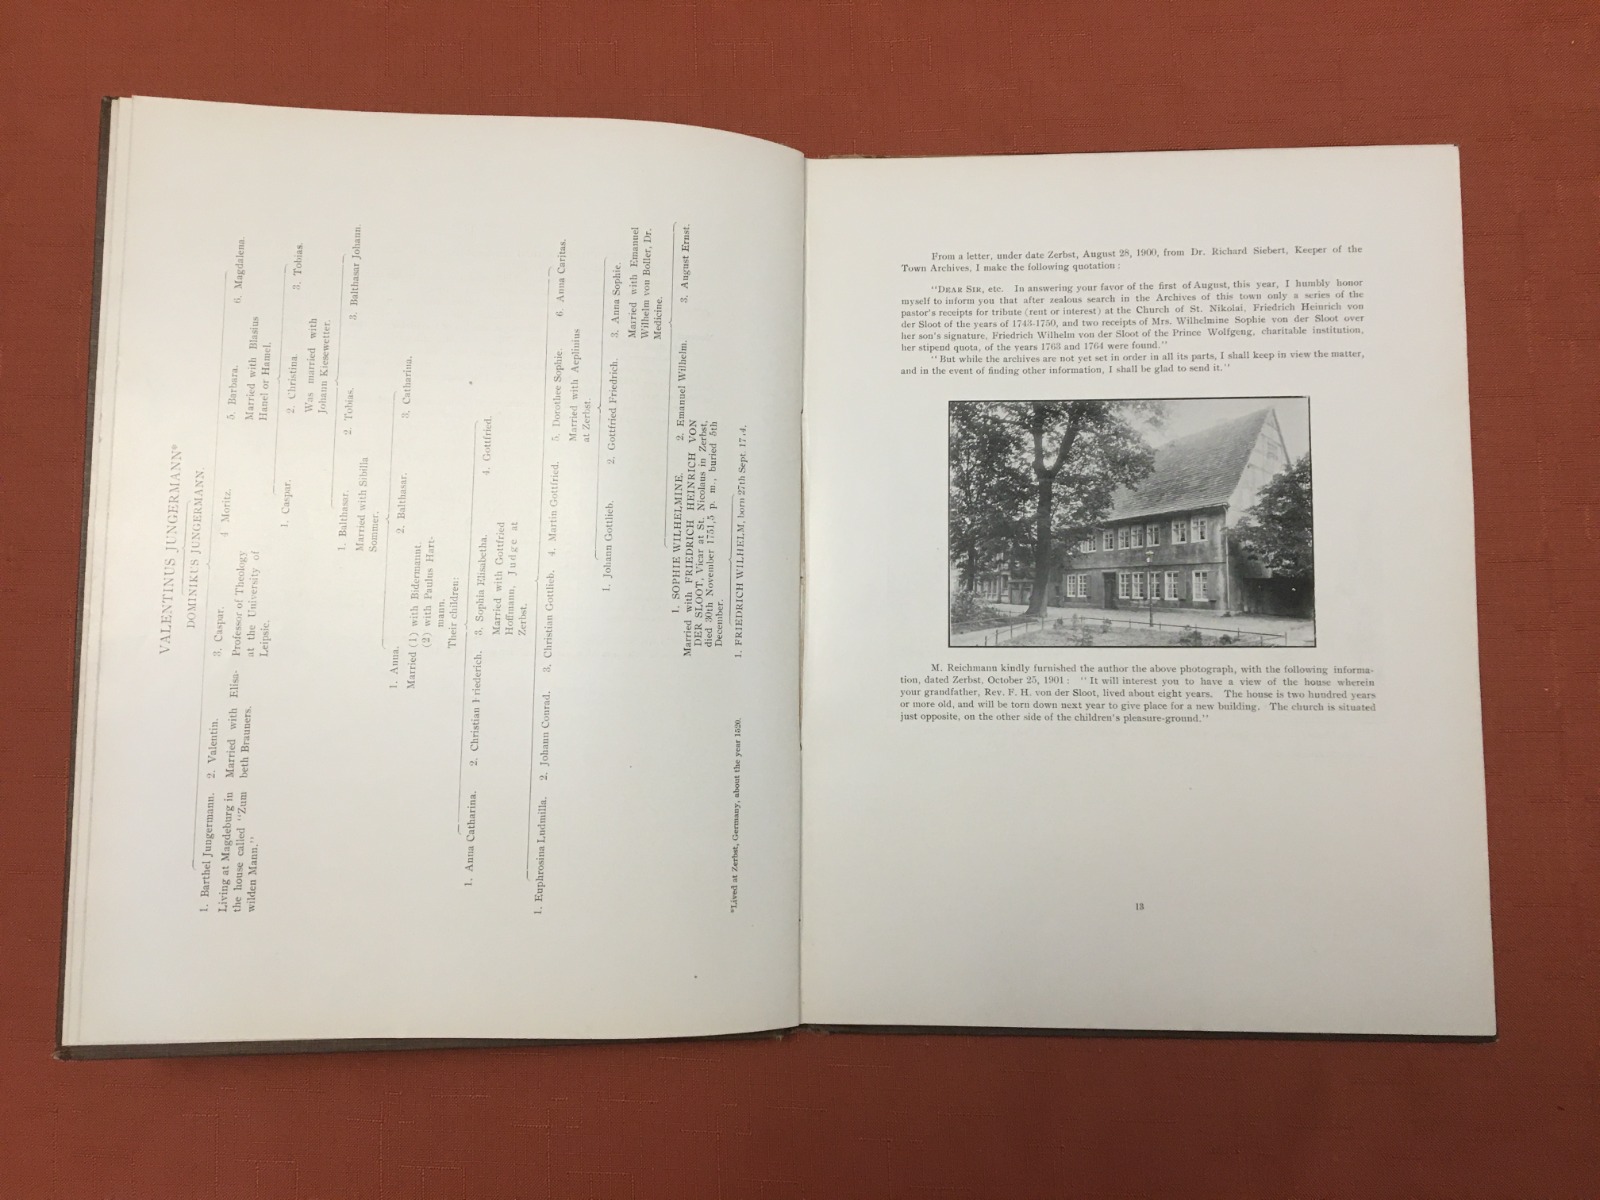 VALENTINUS JUNGERMANN*
DOMINIKUS JUNGERMANN.
1. Barthel Jungermann.
Living at Magdeburg in
the house called "Zum
wilden Mann."
2. Valentin.
Married with Elisa-
beth Brauners.
3. Caspar.
Professor of Theology
at the University of
Leipsic.
4 Moritz.
5. Barbara.
Married with Blasius
Hanel or Hamel.
6. Magdalena.
1. Caspar.
2. Christina.
Was married with
Johann Kiesewetter.
3. Tobias.
1. Balthasar.
Married with Sibilla
Sommer.
2. Tobias.
3. Balthasar Johann.
1. Anna.
Married (1) with Bidermannt.
(2) with Paulus Hart-
mann.
Their children:
2. Balthasar.
3. Catharina.
1. Anna Catharina.
2. Christian Friederich.
3. Sophia Elisabetha.
Married with Gottfried
Hoffmann, Judge at
Zerbst.
4. Gottfried.
1. Euphrosina Ludmilla.
2. Johann Conrad.
3. Christian Gottlieb.
4. Martin Gottfried.
5. Dorothee Sophie.
Married with Aeplinius
at Zerbst.
6. Anna Caritas.
1. Johann Gottlieb.
2. Gottfried Friedrich.
3. Anna Sophie.
Married with Emanuel
Wilhelm von Boller, Dr.
Medicine.
1. SOPHIE WILHELMINE.
Married with FRIEDRICH HEINRICH VON
DER SLOOT, Vicar at St. Nicolaus in Zerbst,
died 30th November 1751, 5 p. m., buried 5th
December.
2. Emanuel Wilhelm.
3. August Ernst.
1. FRIEDRICH WILHELM, born 27th Sept.
*Lived at Zerbst, Germany, about the year 1520.
From a letter, under date Zerbst, August 28, 1900, from Dr. Richard Siebert, Keeper of the
Town Archives, I make the following quotation:
"DEAR SIR, etc. In answering your favor of the first of August, this year, I humbly honor
myself to inform you that after zealous search in the Archives of this town only a series of the
pastor's receipts for tribute (rent or interest) at the Church of St. Nikolai, Friedrich Heinrich von
der Sloot of the years of 1743-1750, and two receipts of Mrs. Wilhelmine Sophie von der Sloot over
her son's signature, Friedrich Wilhelm von der Sloot of the Prince Wolfgeng, charitable institution,
her stipend quota, of the years 1763 and 1764 were found."
"But while the archives are not yet set in order in all its parts, I shall keep in view the matter,
and in the event of finding other information, I shall be glad to send it."
M. Reichmann kindly furnished the author the above photograph, with the following informa-
tion, dated Zerbst, October 25, 1901: "It will interest you to have a view of the house wherein
your grandfather, Rev. F. H. von der Sloot, lived about eight years. The house is two hundred years
or more old, and will be torn down next year to give place for a new building. The church is situated
just opposite, on the other side of the children's pleasure-ground."
13